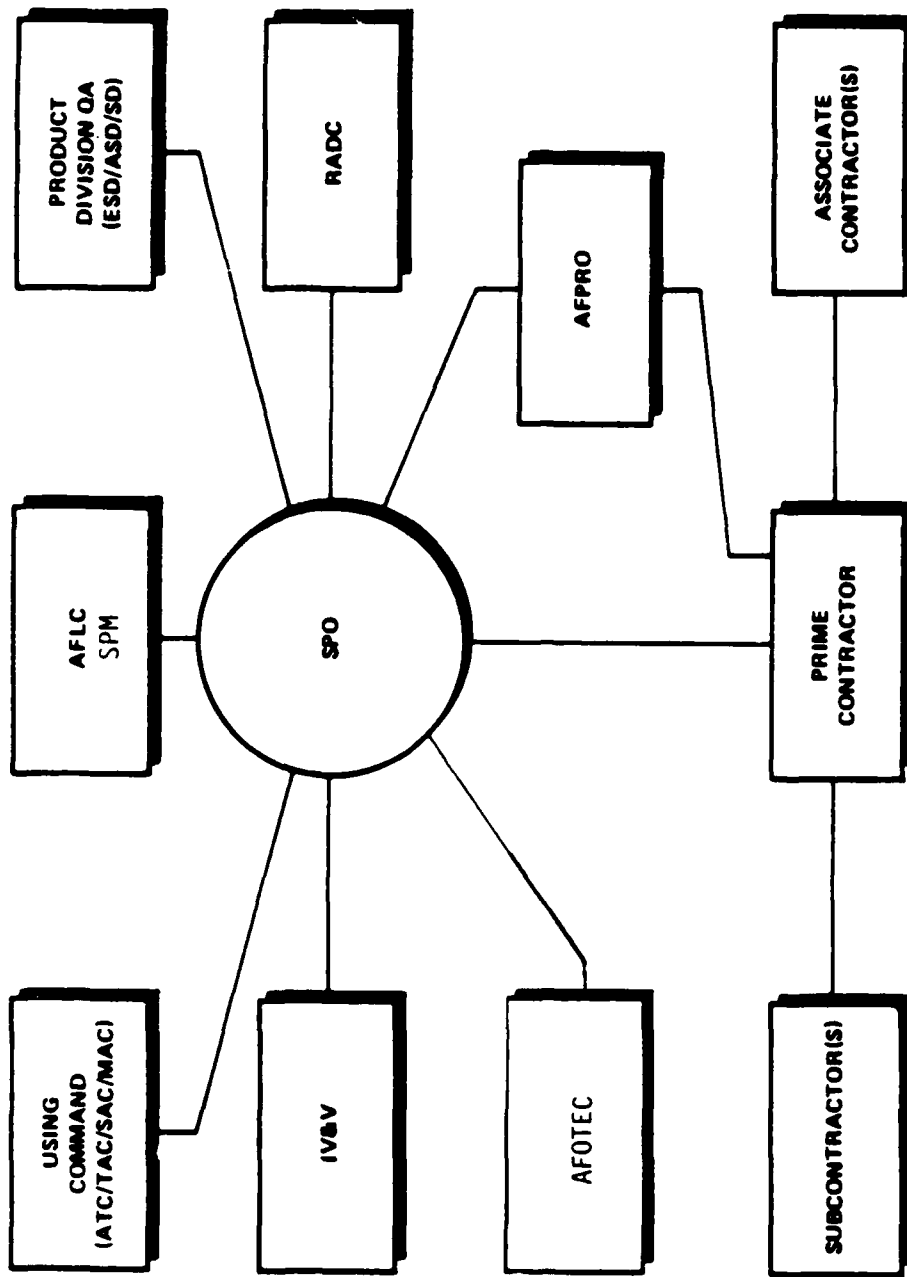 USING
COMMAND
(ATC/TAC/SAC/MAC)
AFLC
SPM
PRODUCT
DIVISION QA
(ESD/ASD/SD)
IV&V
SPO
RADC
AFOTEC
AFPRO
SUBCONTRACTOR(S)
PRIME
CONTRACTOR
ASSOCIATE
CONTRACTOR(S)